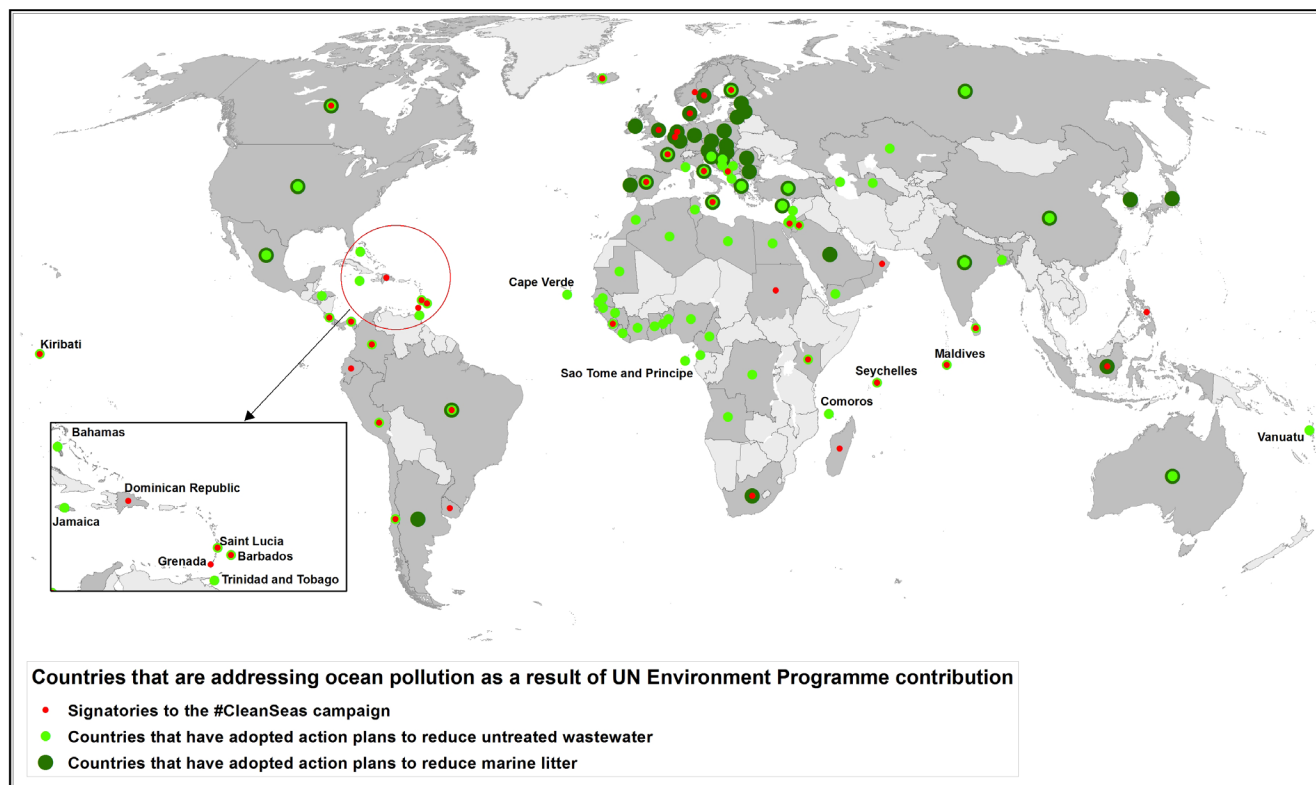 Cape Verde
Kiribati
Sao Tome and Principe
Maldives
Seychelles
Comoros
Vanuatu
Bahamas
Dominican Republic
Jamaica
Saint Lucia
Barbados
Grenada
Trinidad and Tobago
Countries that are addressing ocean pollution as a result of UN Environment Programme contribution
Signatories to the #CleanSeas campaign
Countries that have adopted action plans to reduce untreated wastewater
Countries that have adopted action plans to reduce marine litter